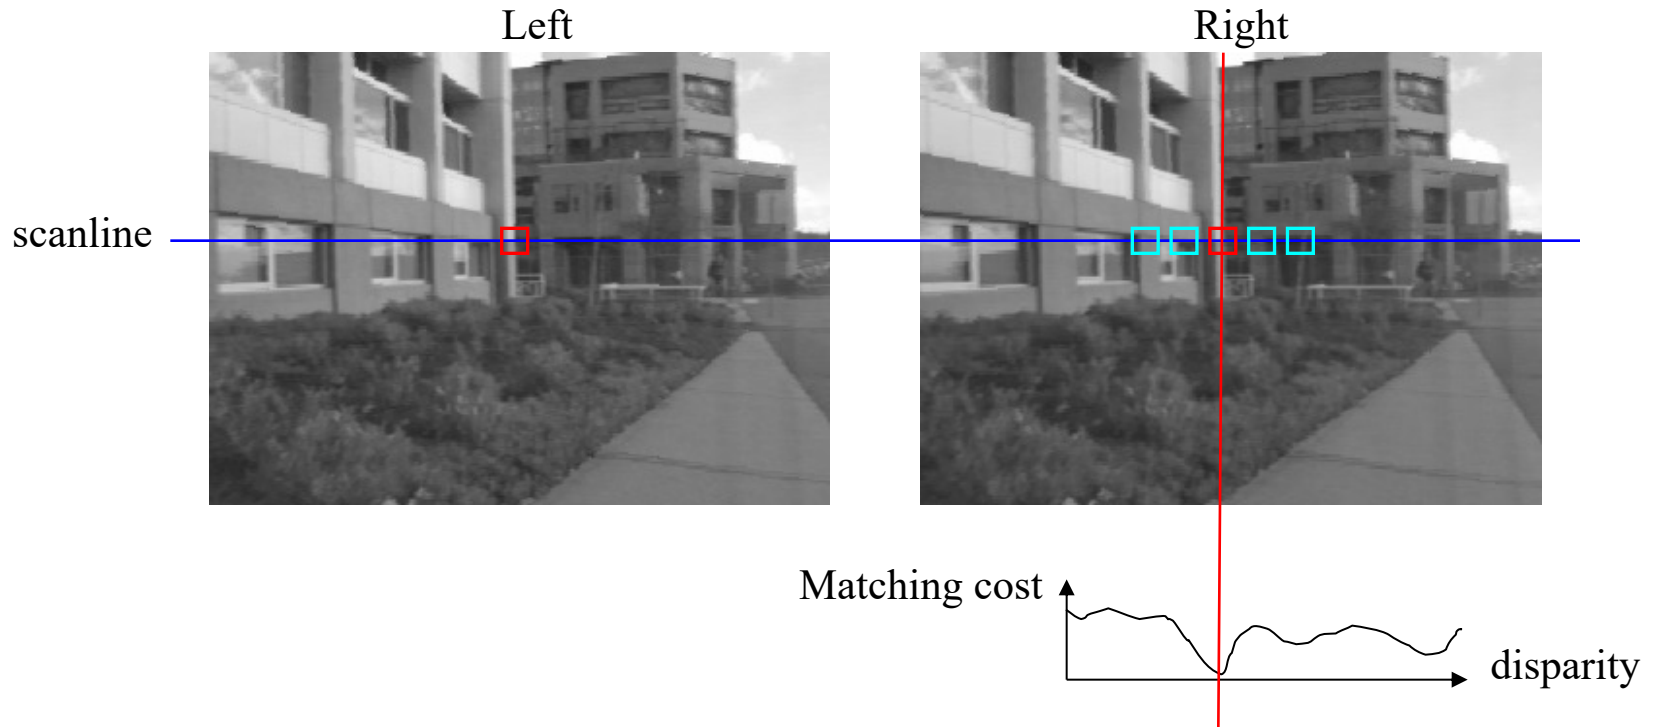 Left
Right
scanline
Matching cost
disparity